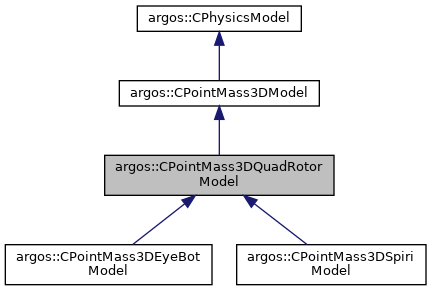 argos::CPhysicsModel
argos::CPointMass3DModel
argos::CPointMass3DQuadRotor
Model
argos::CPointMass3DEyeBot
Model
argos::CPointMass3DSpiri
Model